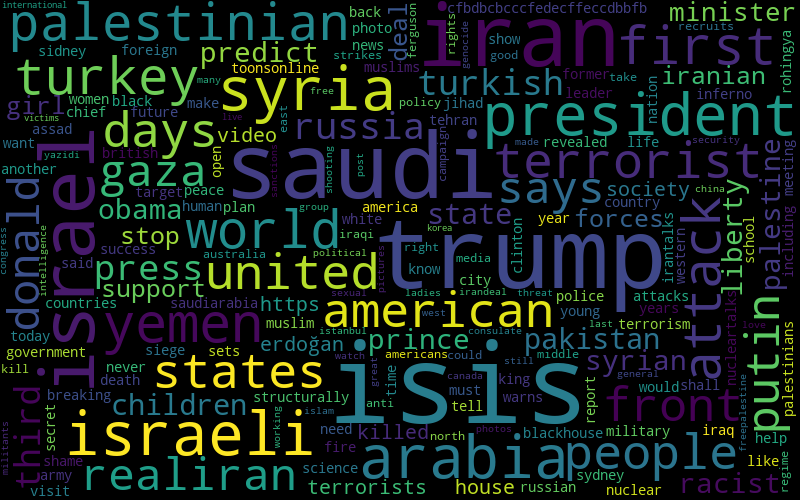 international
palestinian
back
deal
iran
cfbdbcbcccfedecffeccdbbfb
minister
sidney
foreign
photo
ferguson
rights
recruits
turkey
predict
news
strikes
first
rohingya
toonsonline
muslims
genocide
show
good
syria
turkish
former
iranian
many
girl
women
black
free
policy
jihad
leader
take
nation
inferno
president
victims
chief
future
make
days
video
russia
tehran
campaign
made
revealed
life
security
assad
live
east
want
yazidi
british
open
gaza
sanctions
shooting
post
saudi
terrorist
meeting
another
target
peace
says
society
china
palestine
including
israel
obama
human
plan
group
america
state
forces
country
liberty
school
donald
stop
world
white
iraqi
trump
year
irantalks
western
attack
congress
intelligence
said
success
australia
political
right
know
clinton
media
korea
press
united
pictures
city
support
sexual
ladies
irandeal
threat
police
attacks
countries
saudiarabia
https
american
west
young
years
nucleartalks
love
putin
today
yemen
muslim
istanbul
prince
consulate
last
terrorism
pakistan
government
siege
sets
erdoğan
americans
could
still
middle
syrian
general
would
shall
palestinians
kill
never
states
watch
great
time
canada
king
warns
report
freepalestine
death
breaking
structurally
anti
isis
must
tell
front
third
secret
children
working
islam
need
killed
north
photos
blackhouse
military
iraq
help
israeli
shame
fire
arabia
people
like
militants
army
realiran
science
sydney
racist
regime
visit
terrorists
house
russian
nuclear